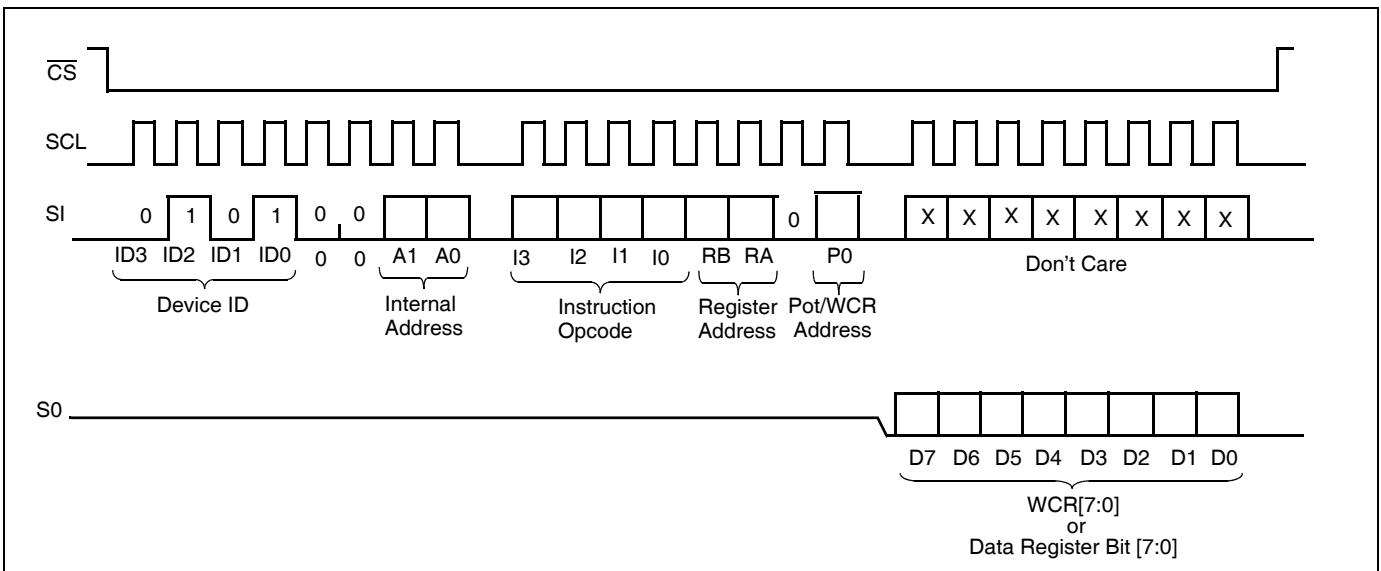 CS
SCL
SI
0 1 0 1 0 0 0 X X X X X X X X
ID3 ID2 ID1 ID0 0 0 A1 A0 I3 I2 I1 I0 RB RA P0 Don't Care
Device ID
Internal
Address
Instruction
Opcode
Register
Address
Pot/WCR
Address
S0
D7 D6 D5 D4 D3 D2 D1 D0
WCR[7:0]
or
Data Register Bit [7:0]